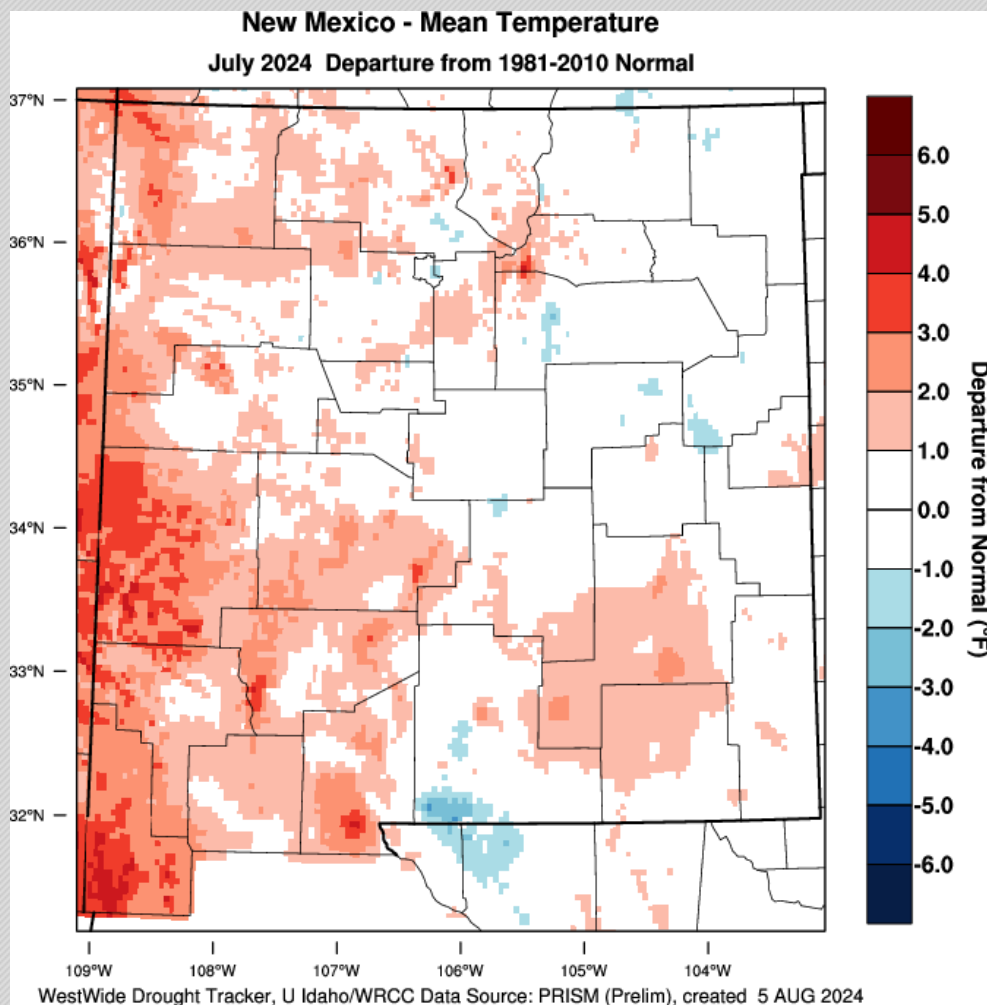 New Mexico - Mean Temperature
July 2024 Departure from 1981-2010 Normal
37°N
36°N
35°N
34°N
33°N
32°N
109°W
108°W
107°W
106°W
105°W
104°W
6.0
5.0
4.0
3.0
2.0
1.0
0.0
-1.0
-2.0
-3.0
-4.0
-5.0
-6.0
Departure from Normal (°F)
WestWide Drought Tracker, U Idaho/WRCC Data Source: PRISM (Prelim), created 5 AUG 2024